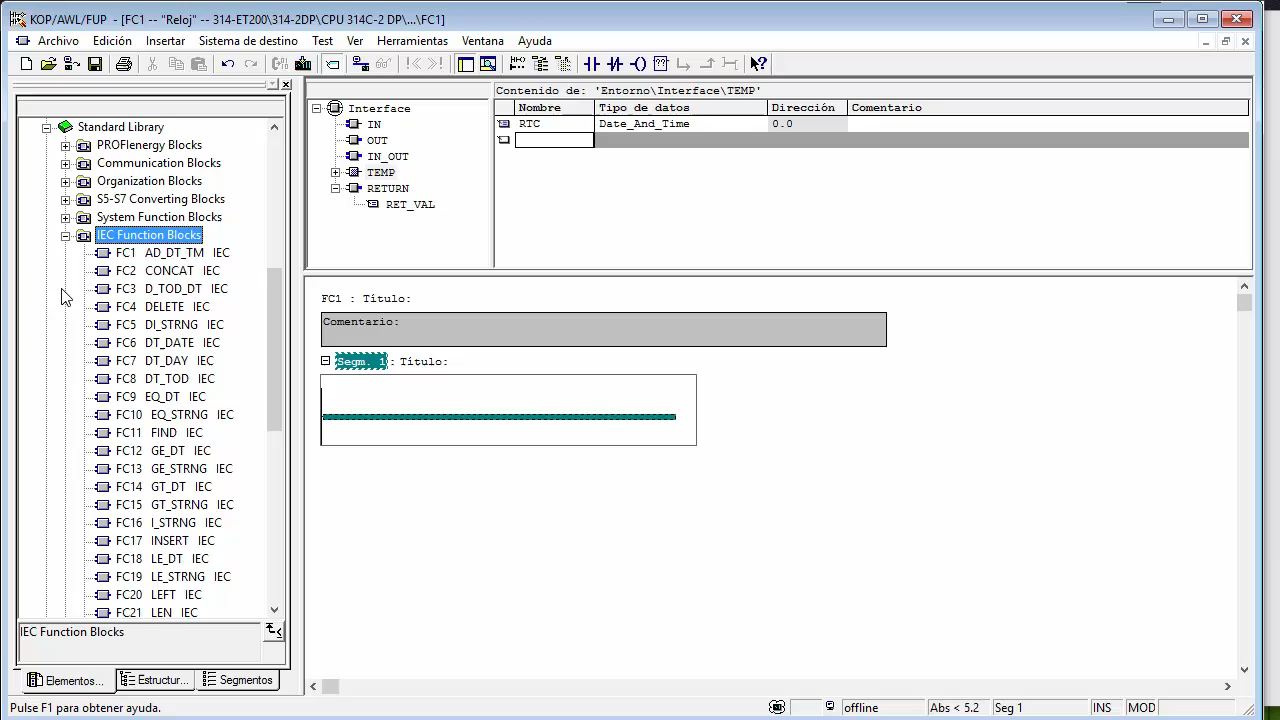 KOP/AWL/FUP - [FC1 -- "Reloj" -- 314-ET200\314-2DP\CPU 314C-2 DP\...\FC1]
Archivo Edición Insertar Sistema de destino Test Ver Herramientas Ventana Ayuda
Standard Library
PROFIenergy Blocks
Communication Blocks
Organization Blocks
S5-S7 Converting Blocks
System Function Blocks
IEC Function Blocks
FC1 AD_DT_TM IEC
FC2 CONCAT IEC
FC3 D_TOD_DT IEC
FC4 DELETE IEC
FC5 DI_STRNG IEC
FC6 DT_DATE IEC
FC7 DT_DAY IEC
FC8 DT_TOD IEC
FC9 EQ_DT IEC
FC10 EQ_STRNG IEC
FC11 FIND IEC
FC12 GE_DT IEC
FC13 GE_STRNG IEC
FC14 GT_DT IEC
FC15 GT_STRNG IEC
FC16 I_STRNG IEC
FC17 INSERT IEC
FC18 LE_DT IEC
FC19 LE_STRNG IEC
FC20 LEFT IEC
FC21 LEN IEC
IEC Function Blocks
Elementos... Estructur... Segmentos
Interface
IN
OUT
IN_OUT
TEMP
RETURN
RET_VAL
Contenido de: 'Entorno\Interface\TEMP'
Nombre Tipo de datos Dirección Comentario
RTC Date_And_Time 0.0
FC1 : Título:
Comentario:
Segm. 1 : Título:
Pulse F1 para obtener ayuda. offline Abs < 5.2 Seg 1 INS MOD